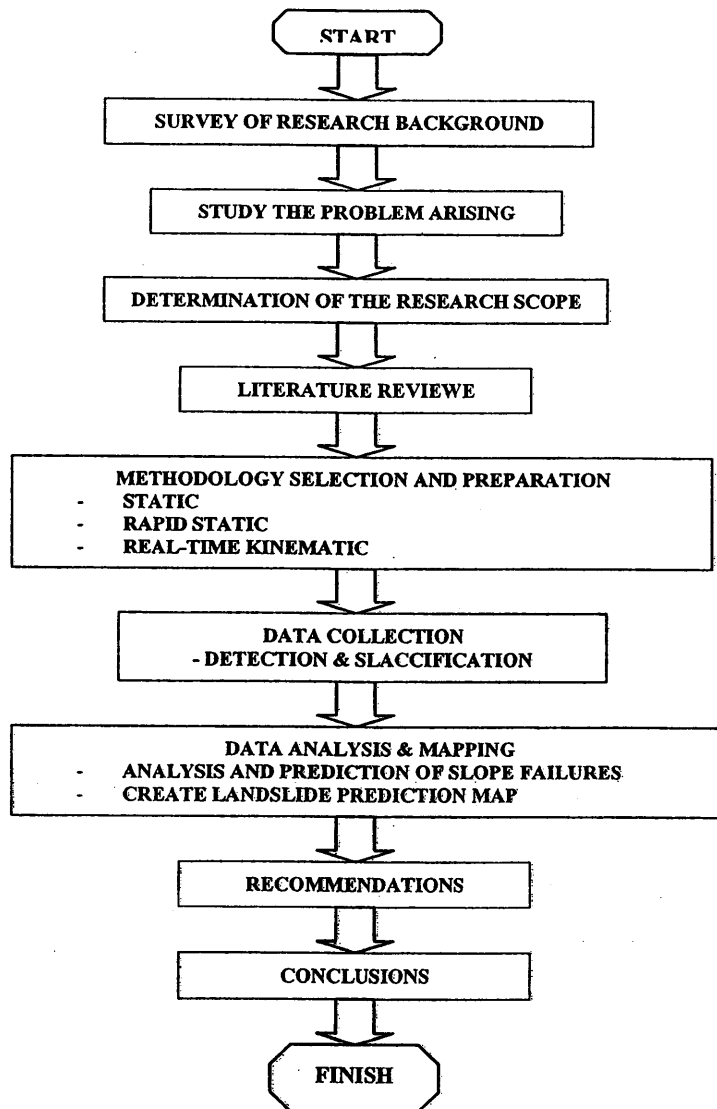 START
SURVEY OF RESEARCH BACKGROUND
STUDY THE PROBLEM ARISING
DETERMINATION OF THE RESEARCH SCOPE
LITERATURE REVIEWE
METHODOLOGY SELECTION AND PREPARATION
- STATIC
- RAPID STATIC
- REAL-TIME KINEMATIC
DATA COLLECTION
- DETECTION & SLACCIFICATION
DATA ANALYSIS & MAPPING
- ANALYSIS AND PREDICTION OF SLOPE FAILURES
- CREATE LANDSLIDE PREDICTION MAP
RECOMMENDATIONS
CONCLUSIONS
FINISH